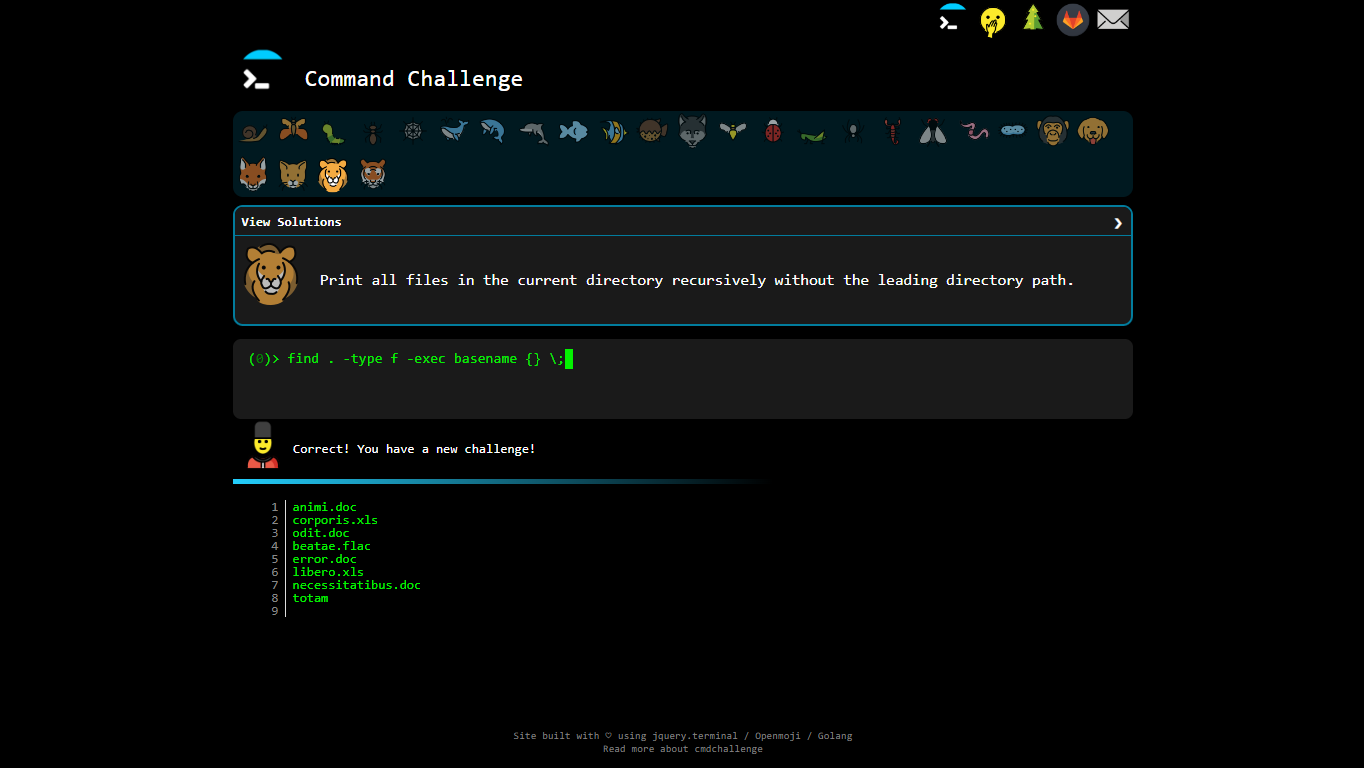 Command Challenge
View Solutions
Print all files in the current directory recursively without the leading directory path.
(0)> find . -type f -exec basename {} \;
Correct! You have a new challenge!
1 animi.doc
2 corporis.xls
3 odit.doc
4 beatae.flac
5 error.doc
6 libero.xls
7 necessitatibus.doc
8 totam
9
Site built with ♡ using jquery.terminal / Openmoji / Golang
Read more about cmdchallenge